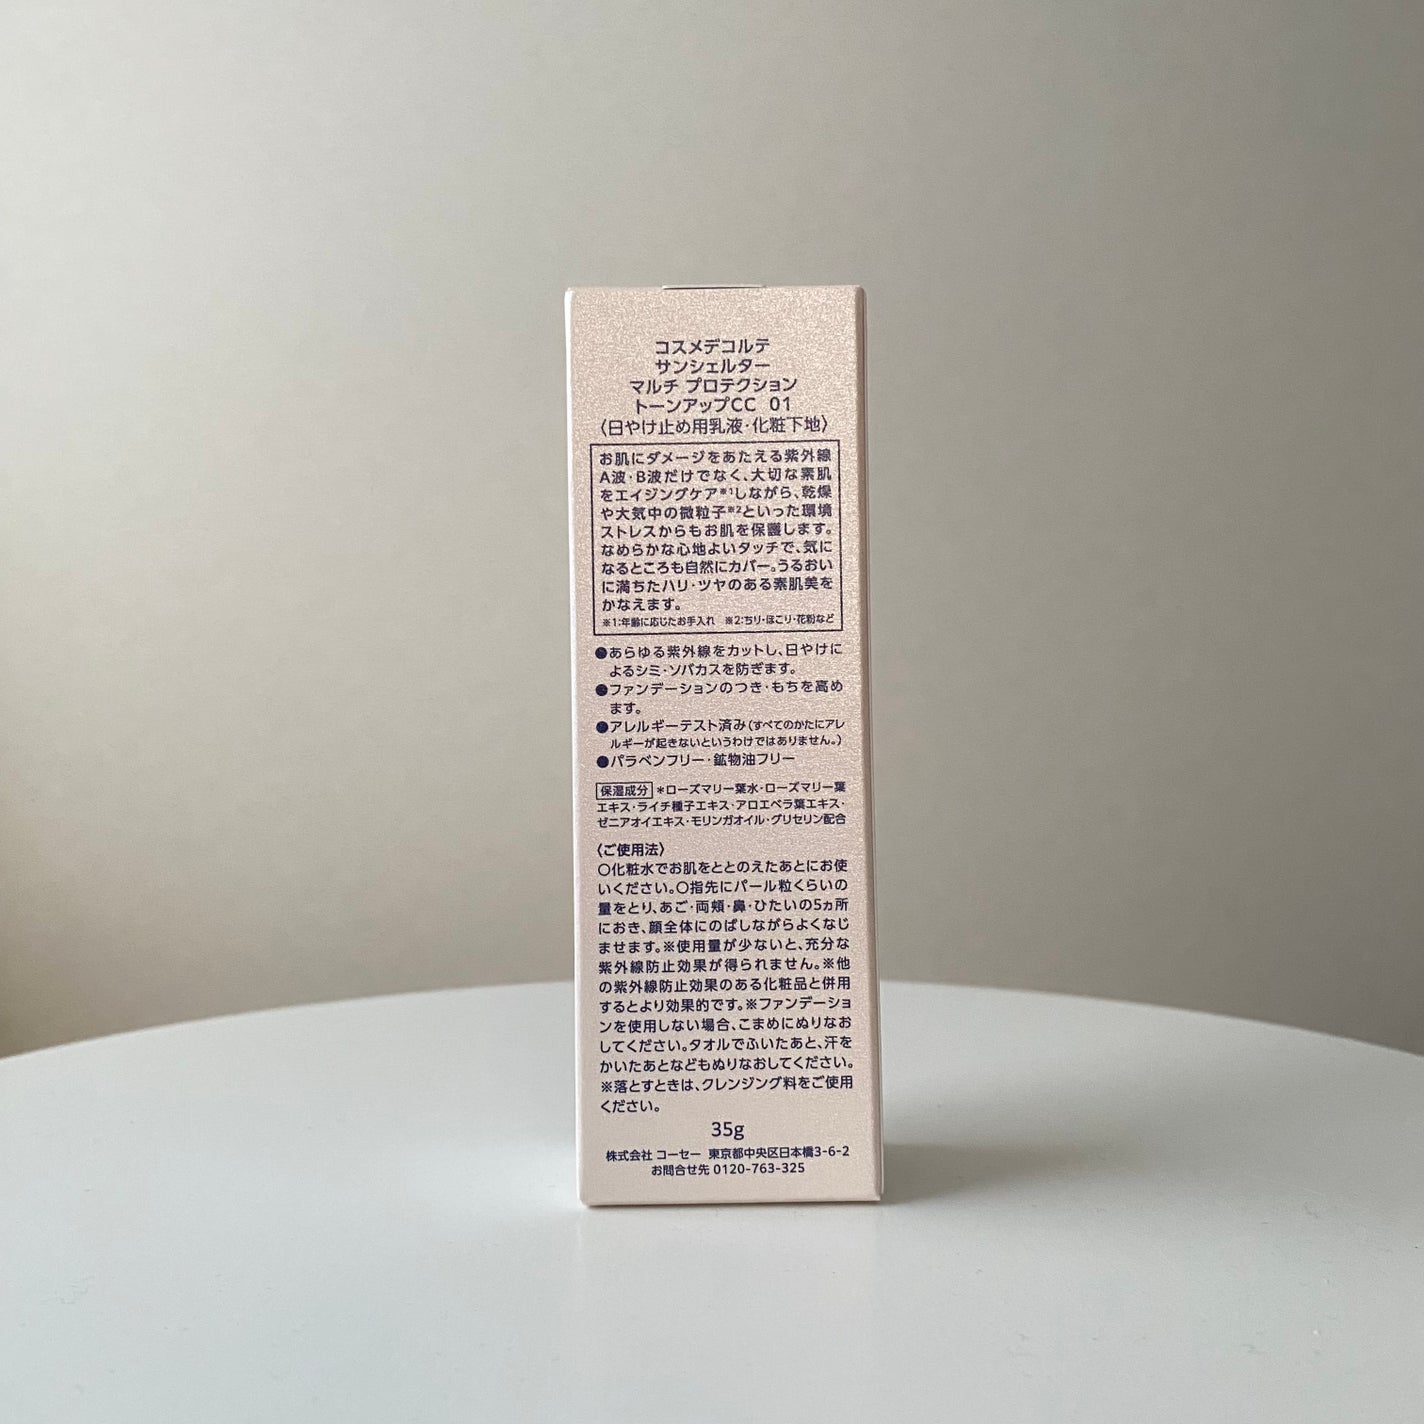 コスメデコルテ
サンシェルター
マルチ プロテクション
トーンアップCC 01
〈日やけ止め用乳液・化粧下地〉
お肌にダメージをあたえる紫外線
A波・B波だけでなく、大切な素肌
をエイジングケア※1しながら、乾燥
や大気中の微粒子※2といった環境
ストレスからもお肌を保護します。
なめらかな心地よいタッチで、気に
なるところも自然にカバー。うるおい
に満ちたハリ・ツヤのある素肌美を
かなえます。
※1:年齢に応じたお手入れ ※2:ちり・ほこり・花粉など
●あらゆる紫外線をカットし、日やけに
よるシミ・ソバカスを防ぎます。
●ファンデーションのつき・もちを高め
ます。
●アレルギーテスト済み(すべてのかたにアレ
ルギーが起きないというわけではありません。)
●パラベンフリー・鉱物油フリー
保湿成分 *ローズマリー葉水・ローズマリー葉
エキス・ライチ種子エキス・アロエベラ葉エキス・
ゼニアオイエキス・モリンガオイル・グリセリン配合
〈ご使用法〉
○化粧水でお肌をととのえたあとにお使
いください。○指先にパール粒くらいの
量をとり、あご・両頬・鼻・ひたいの5ヵ所
におき、顔全体にのばしながらよくなじ
ませます。※使用量が少ないと、充分な
紫外線防止効果が得られません。※他
の紫外線防止効果のある化粧品と併用
するとより効果的です。※ファンデーショ
ンを使用しない場合、こまめにぬりなお
してください。タオルでふいたあと、汗を
かいたあとなどもぬりなおしてください。
※落とすときは、クレンジング料をご使用
ください。
35g
株式会社 コーセー 東京都中央区日本橋3-6-2
お問合せ先 0120-763-325